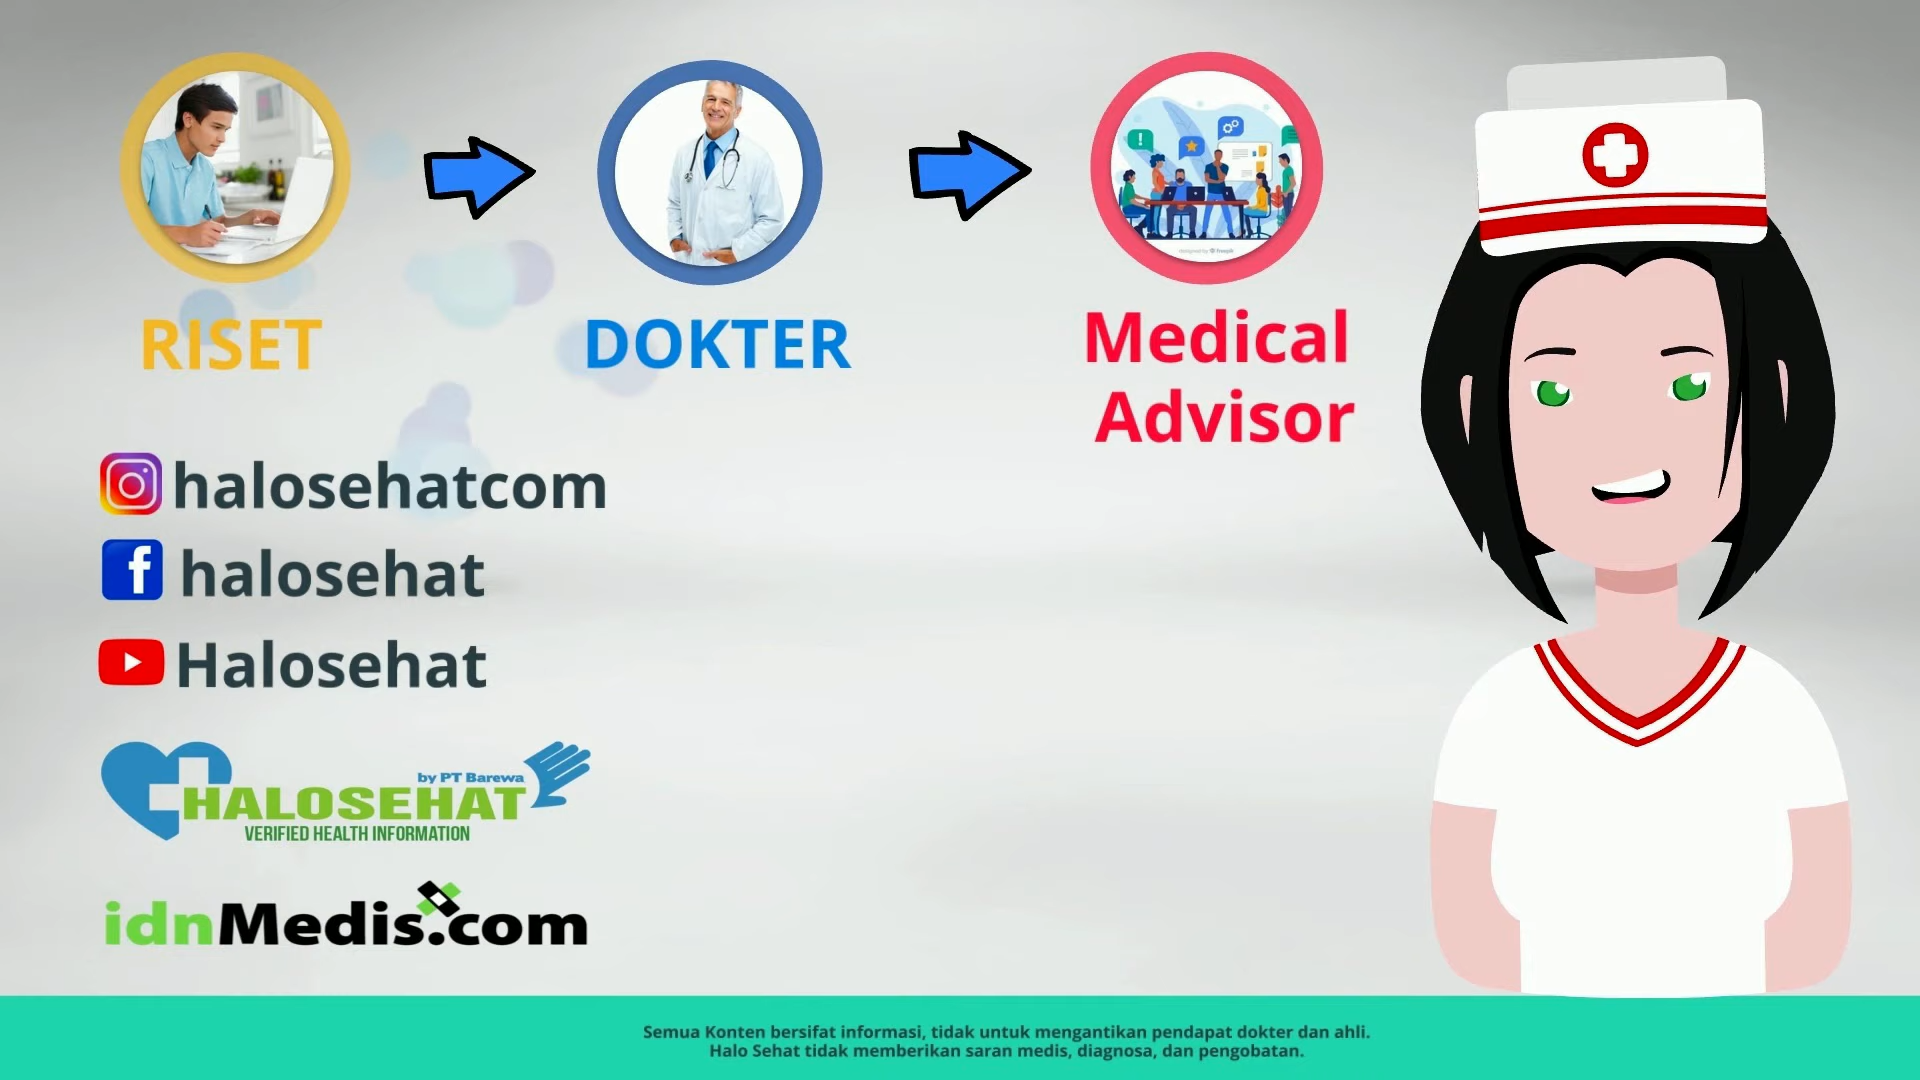 RISET
DOKTER
Medical
Advisor
halosehatcom
halosehat
Halosehat
by PT Barewa
HALOSEHAT
VERIFIED HEALTH INFORMATION
idnMedis.com
Semua Konten bersifat informasi, tidak untuk mengantikan pendapat dokter dan ahli.
Halo Sehat tidak memberikan saran medis, diagnosa, dan pengobatan.